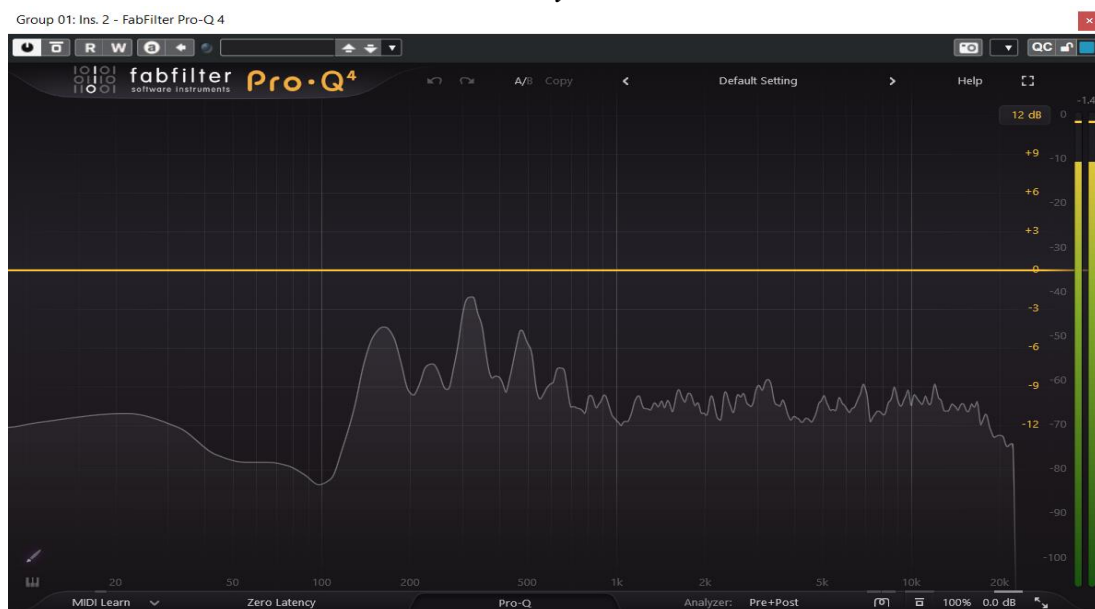 Group 01: Ins. 2 - FabFilter Pro-Q 4
R W a QC
fabfilter Pro·Q4 A/B Copy Default Setting Help
software instruments
-1.4
12 dB 0
+9 -10
+6 -20
+3 -30
0
-40
-3
-50
-6
-60
-9
-12 -70
-80
-90
-100
20 50 100 200 500 1k 2k 5k 10k 20k
MIDI Learn Zero Latency Pro-Q Analyzer: Pre+Post 100% 0.0 dB